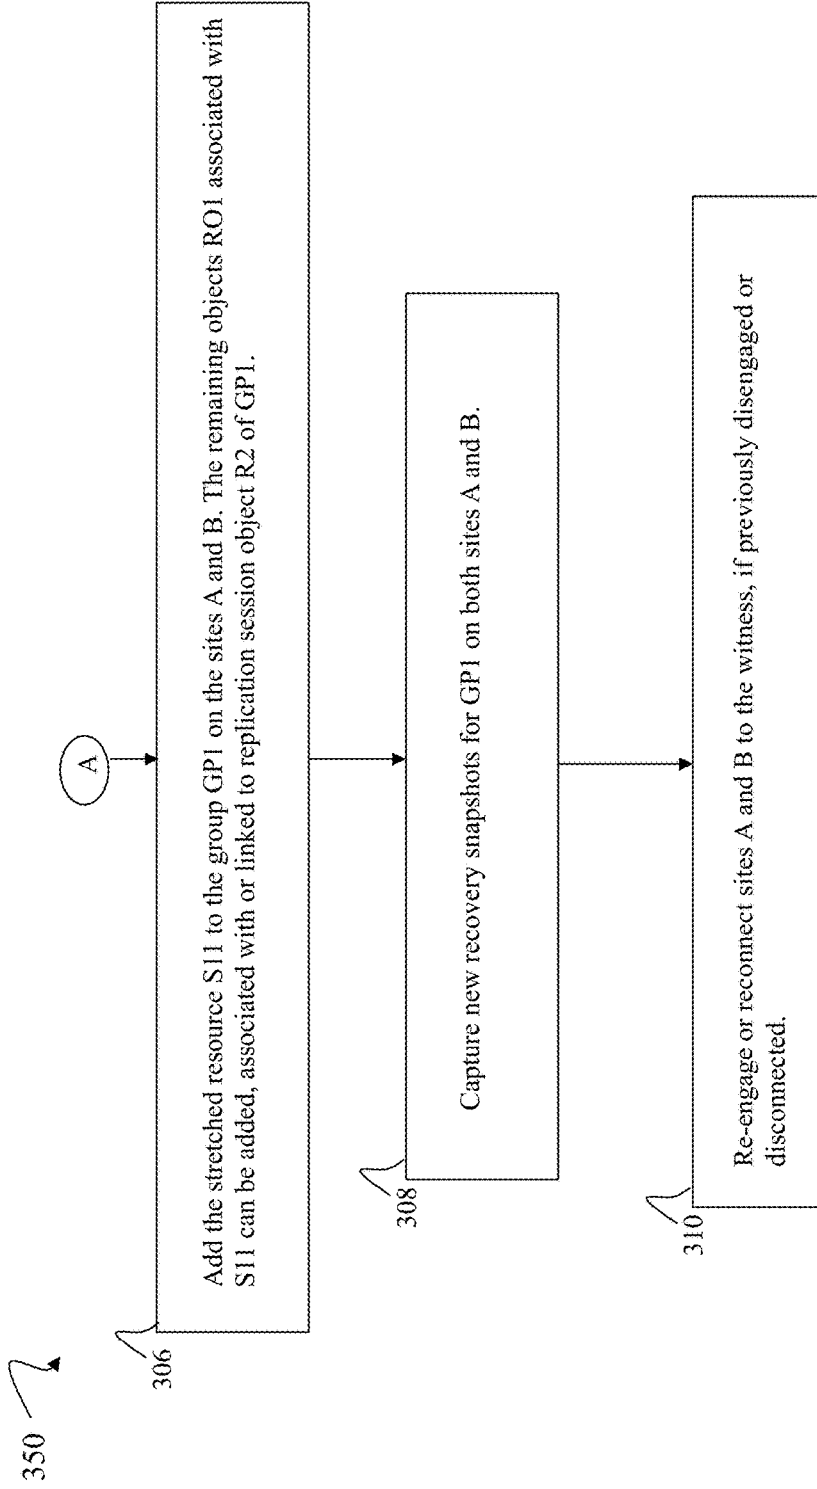 350
A
306
Add the stretched resource S11 to the group GP1 on the sites A and B. The remaining objects RO1 associated with
S11 can be added, associated with or linked to replication session object R2 of GP1.
308
Capture new recovery snapshots for GP1 on both sites A and B.
310
Re-engage or reconnect sites A and B to the witness, if previously disengaged or
disconnected.